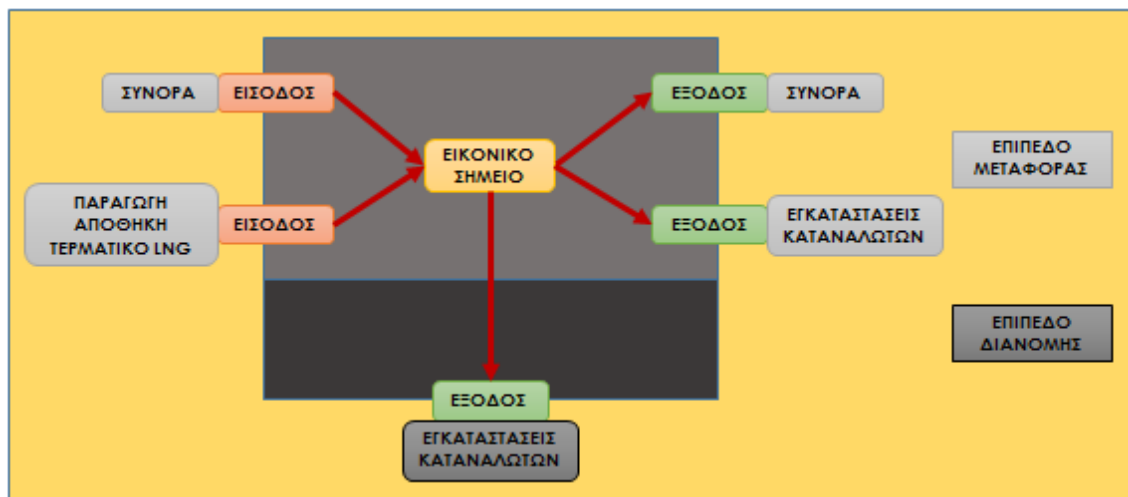 ΣΥΝΟΡΑ
ΕΙΣΟΔΟΣ
ΕΞΟΔΟΣ
ΣΥΝΟΡΑ
ΕΙΚΟΝΙΚΟ
ΣΗΜΕΙΟ
ΕΠΙΠΕΔΟ
ΜΕΤΑΦΟΡΑΣ
ΠΑΡΑΓΩΓΗ
ΑΠΟΘΗΚΗ
ΤΕΡΜΑΤΙΚΟ LNG
ΕΙΣΟΔΟΣ
ΕΞΟΔΟΣ
ΕΓΚΑΤΑΣΤΑΣΕΙΣ
ΚΑΤΑΝΑΛΩΤΩΝ
ΕΠΙΠΕΔΟ
ΔΙΑΝΟΜΗΣ
ΕΞΟΔΟΣ
ΕΓΚΑΤΑΣΤΑΣΕΙΣ
ΚΑΤΑΝΑΛΩΤΩΝ